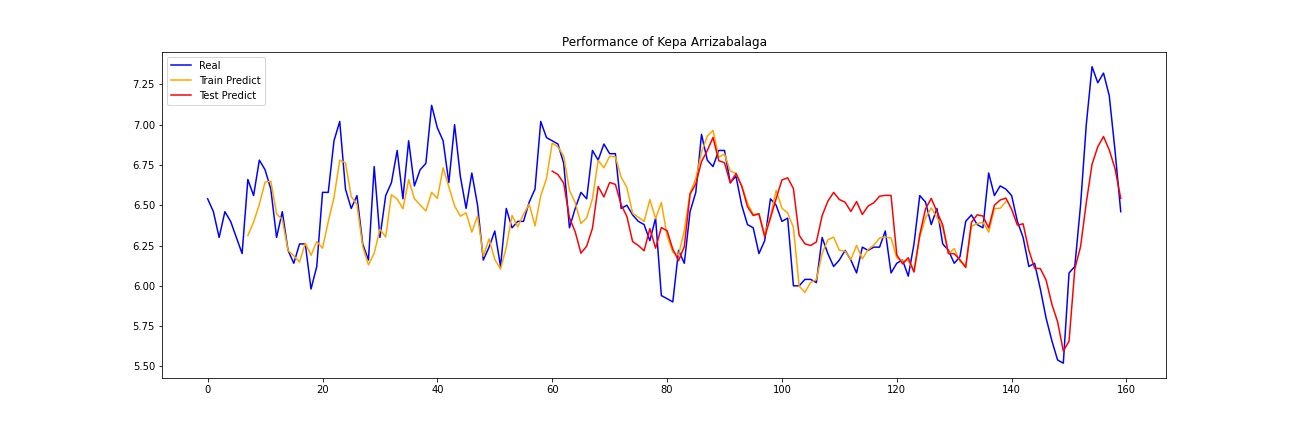 Performance of Kepa Arrizabalaga
Real
Train Predict
Test Predict
7.25
7.00
6.75
6.50
6.25
6.00
5.75
5.50
0 20 40 60 80 100 120 140 160